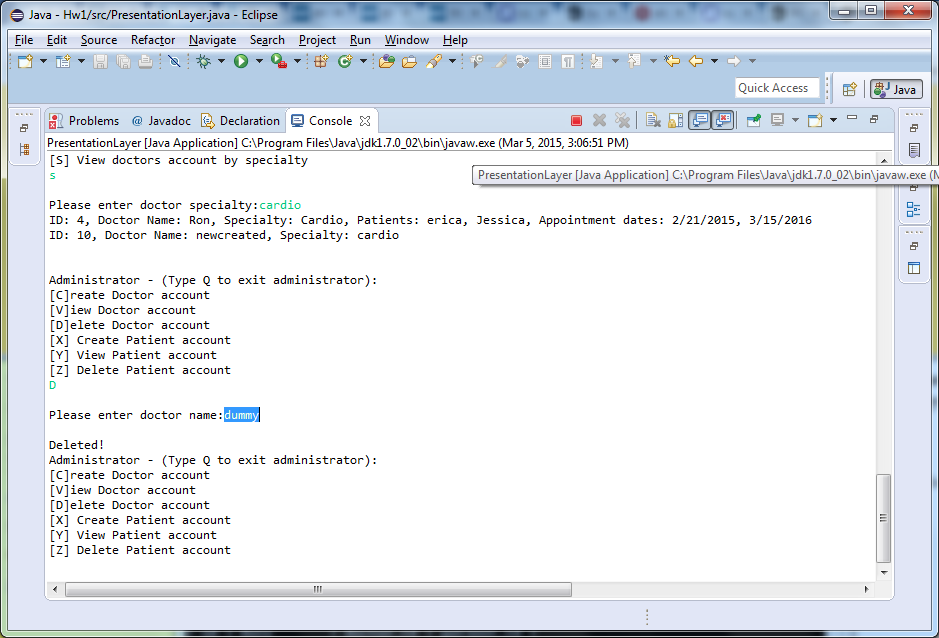 Java - Hw1/src/PresentationLayer.java - Eclipse
File Edit Source Refactor Navigate Search Project Run Window Help
Quick Access
Java
Problems @ Javadoc Declaration Console
PresentationLayer [Java Application] C:\Program Files\Java\jdk1.7.0_02\bin\javaw.exe (Mar 5, 2015, 3:06:51 PM)
[S] View doctors account by specialty
PresentationLayer [Java Application] C:\Program Files\Java\jdk1.7.0_02\bin\javaw.exe (M
s
Please enter doctor specialty:cardio
ID: 4, Doctor Name: Ron, Specialty: Cardio, Patients: erica, Jessica, Appointment dates: 2/21/2015, 3/15/2016
ID: 10, Doctor Name: newcreated, Specialty: cardio
Administrator - (Type Q to exit administrator):
[C]reate Doctor account
[V]iew Doctor account
[D]elete Doctor account
[X] Create Patient account
[Y] View Patient account
[Z] Delete Patient account
D
Please enter doctor name:dummy
Deleted!
Administrator - (Type Q to exit administrator):
[C]reate Doctor account
[V]iew Doctor account
[D]elete Doctor account
[X] Create Patient account
[Y] View Patient account
[Z] Delete Patient account